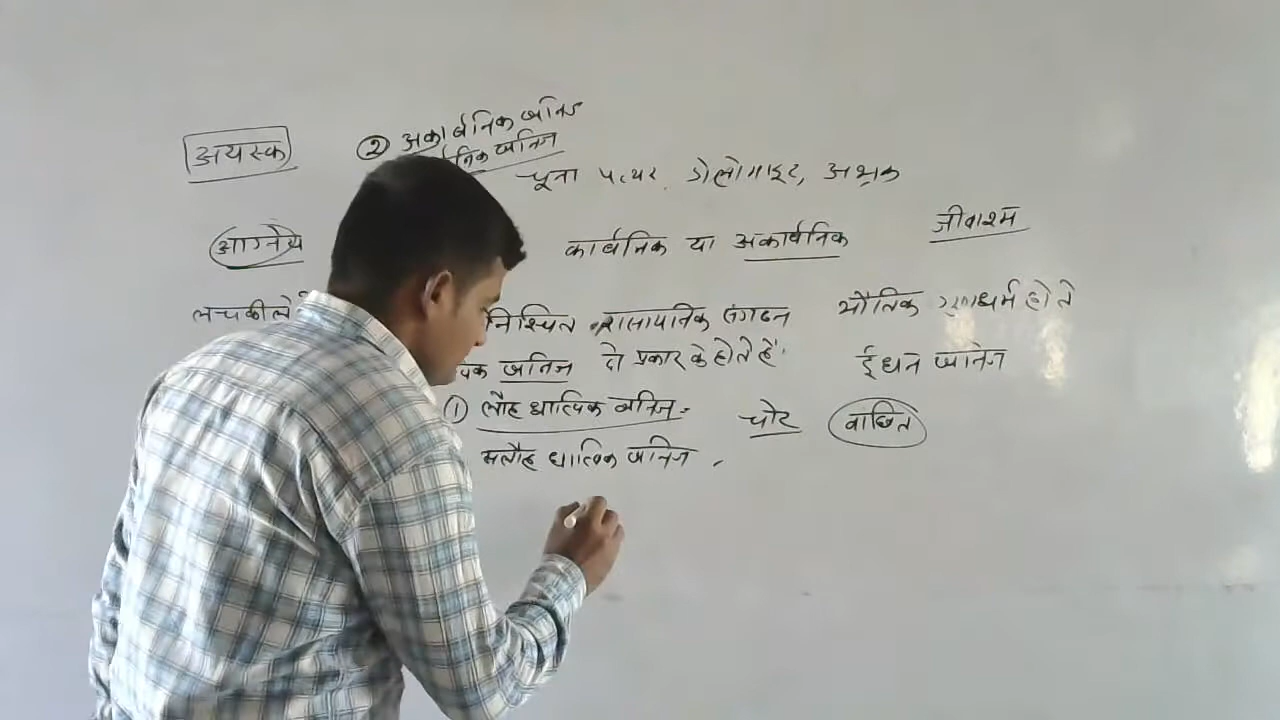 अयस्क
② अकार्बनिक खनिज
खनिज
चूना पत्थर, डोलोमाइट, अभ्रक
आग्नेय
कार्बनिक या अकार्बनिक
जीवाश्म
लचकीले
निश्चित रासायनिक संगठन
भौतिक गुणधर्म होते
खनिज दो प्रकार के होते हैं।
ईंधन खनिज
① लौह धात्विक खनिज
चोट
वांछित
अलौह धात्विक खनिज